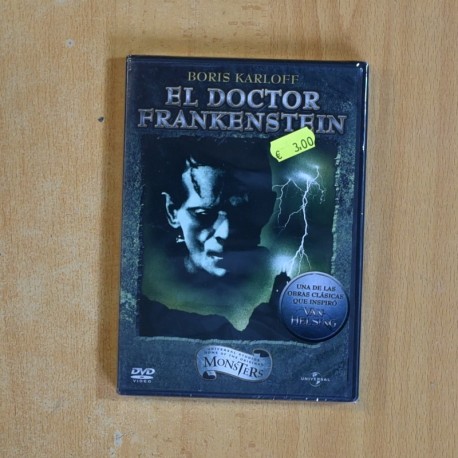 BORIS KARLOFF
EL DOCTOR
FRANKENSTEIN
€ 3.00
UNA DE LAS
OBRAS CLÁSICAS
QUE INSPIRÓ
VAN
HELSING
MONSTERS
DVD
VIDEO
UNIVERSAL